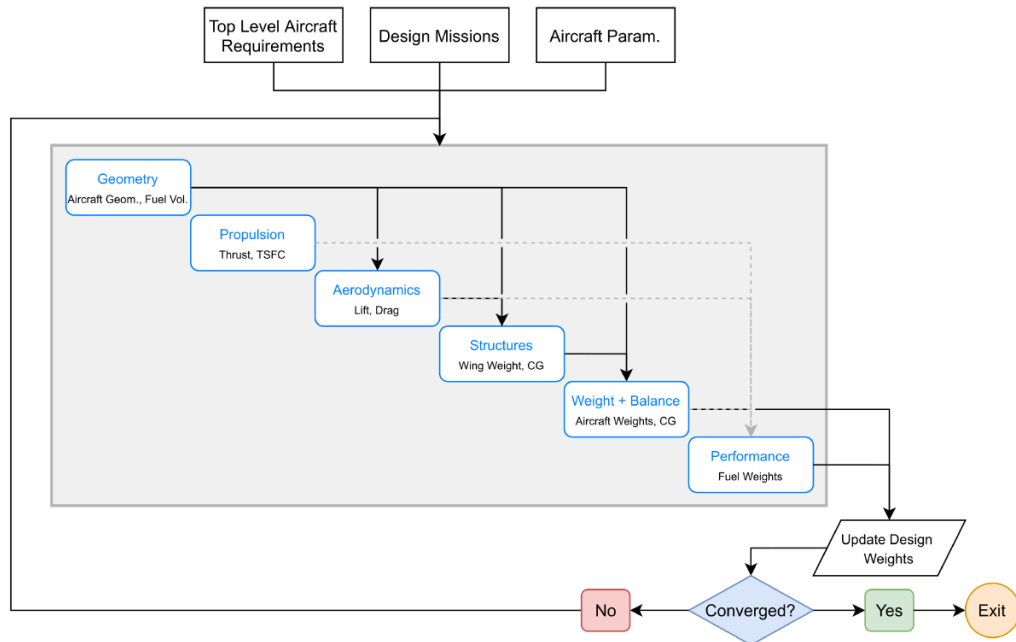 Top Level Aircraft
Requirements
Design Missions
Aircraft Param.
Geometry
Aircraft Geom., Fuel Vol.
Propulsion
Thrust, TSFC
Aerodynamics
Lift, Drag
Structures
Wing Weight, CG
Weight + Balance
Aircraft Weights, CG
Performance
Fuel Weights
Update Design
Weights
No
Converged?
Yes
Exit